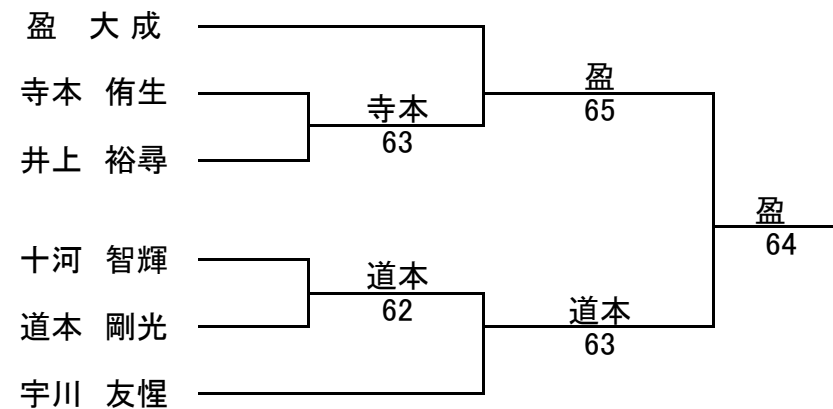 盈　大 成
寺本　侑生
井上　裕尋
十河　智輝
道本　剛光
宇川　友惺
寺本
63
道本
62
盈
65
道本
63
盈
64